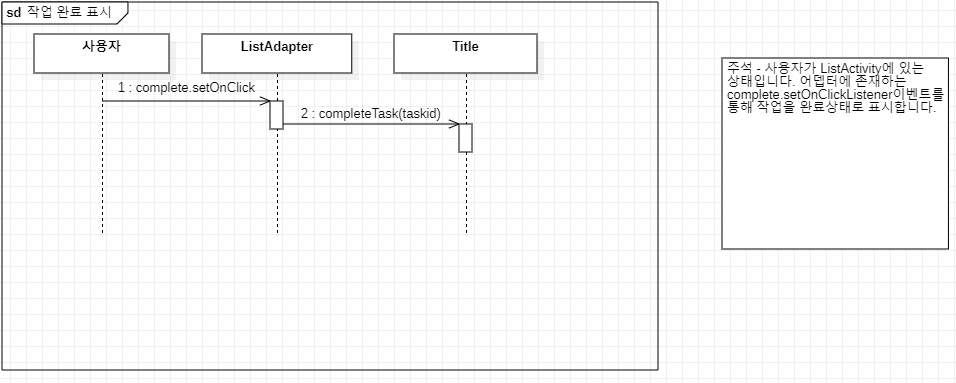 sd 작업 완료 표시
사용자
ListAdapter
Title
1 : complete.setOnClick
2 : completeTask(taskid)
주석 - 사용자가 ListActivity에 있는
상태입니다. 어뎁터에 존재하는
complete.setOnClickListener이벤트를
통해 작업을 완료상태로 표시합니다.